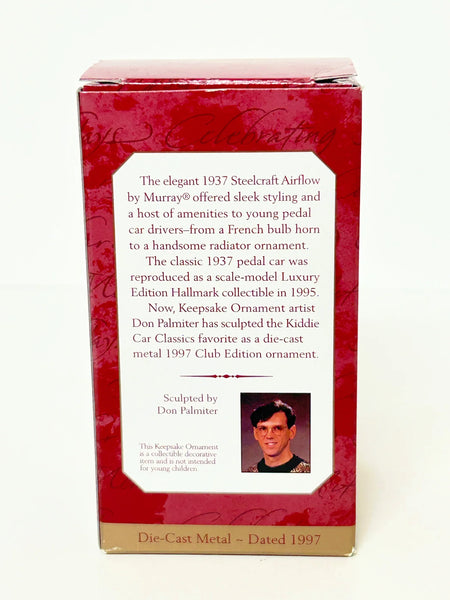 Celebrating
The elegant 1937 Steelcraft Airflow
by Murray® offered sleek styling and
a host of amenities to young pedal
car drivers–from a French bulb horn
to a handsome radiator ornament.
The classic 1937 pedal car was
reproduced as a scale-model Luxury
Edition Hallmark collectible in 1995.
Now, Keepsake Ornament artist
Don Palmiter has sculpted the Kiddie
Car Classics favorite as a die-cast
metal 1997 Club Edition ornament.
Sculpted by
Don Palmiter
This Keepsake Ornament
is a collectible decorative
item and is not intended
for young children.
Die-Cast Metal ~ Dated 1997